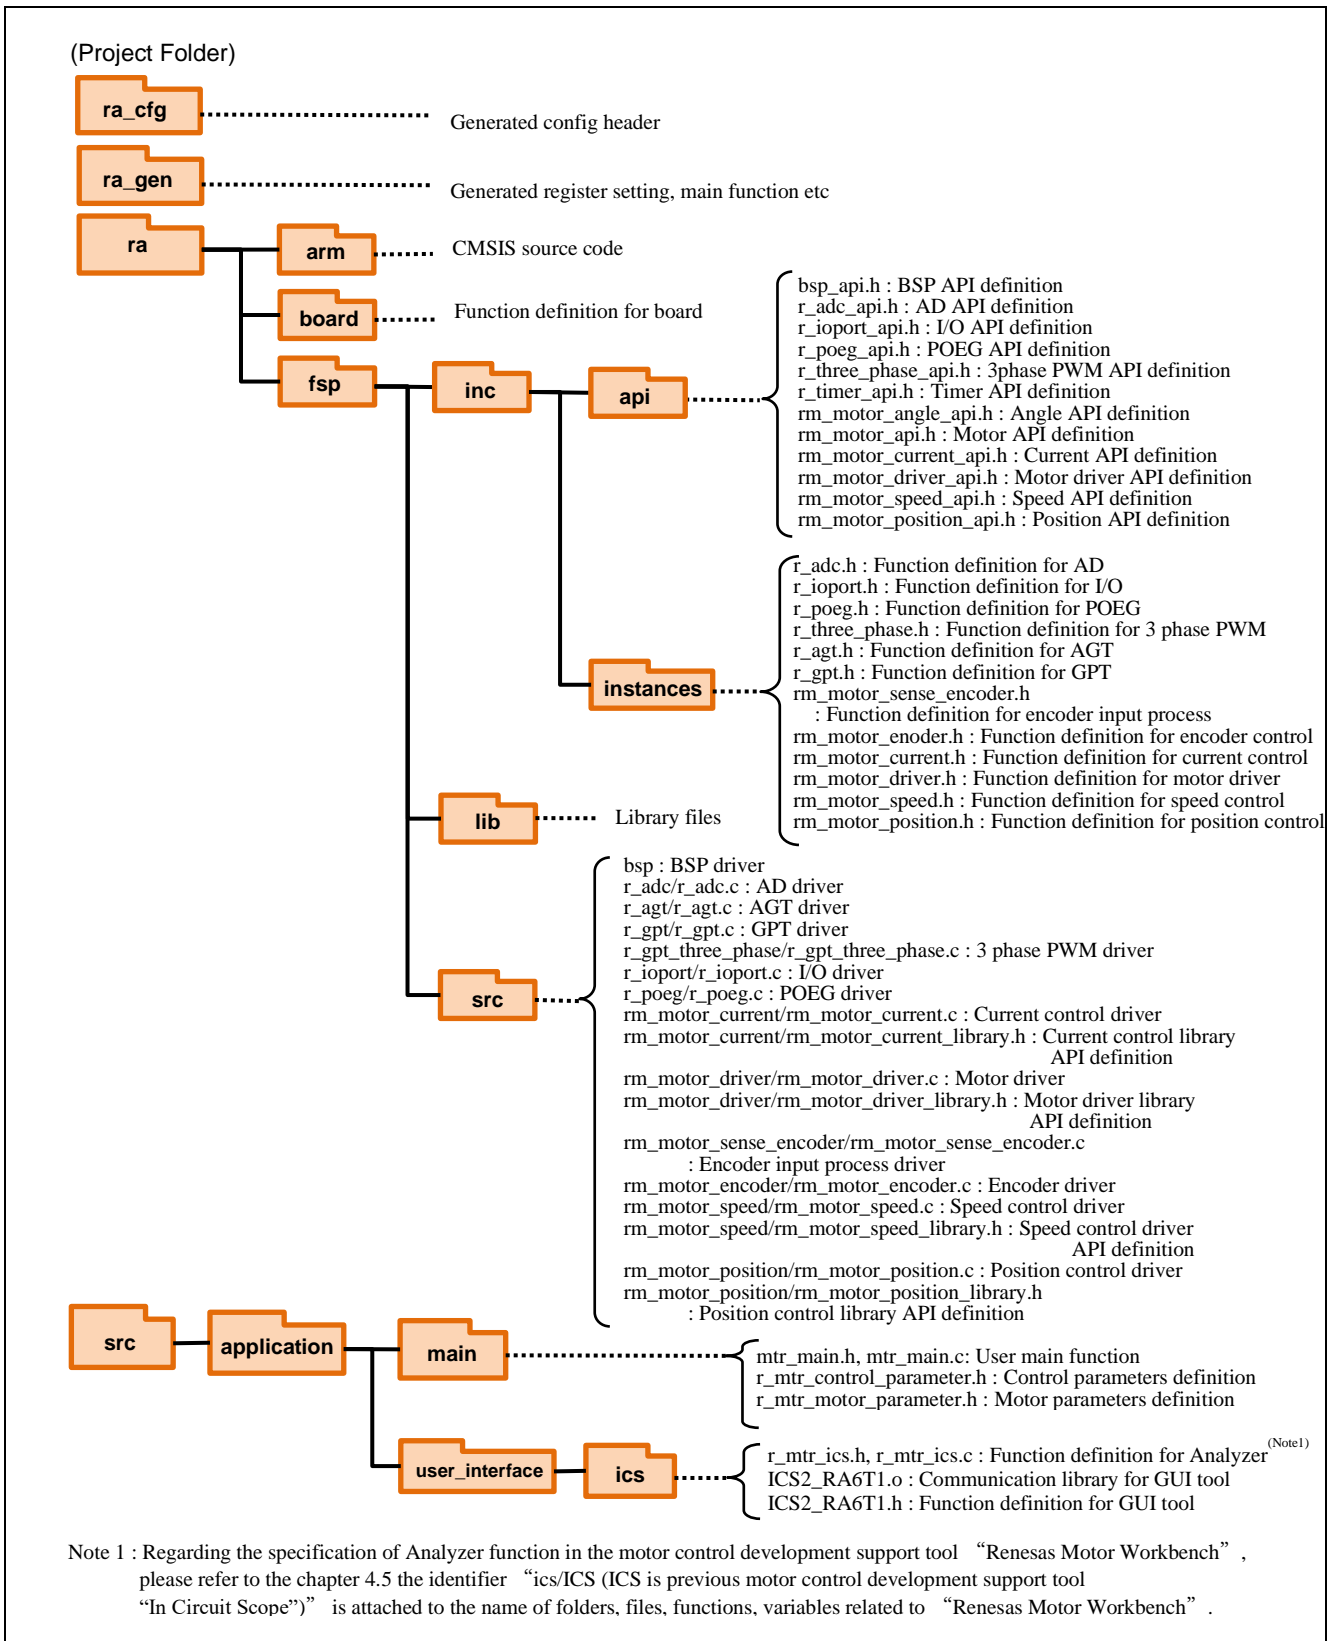 (Project Folder)
ra_cfg
Generated config header
ra_gen
Generated register setting, main function etc
ra
arm
CMSIS source code
board
Function definition for board
fsp
inc
api
bsp_api.h : BSP API definition
r_adc_api.h : AD API definition
r_ioport_api.h : I/O API definition
r_poeg_api.h : POEG API definition
r_three_phase_api.h : 3phase PWM API definition
r_timer_api.h : Timer API definition
rm_motor_angle_api.h : Angle API definition
rm_motor_api.h : Motor API definition
rm_motor_current_api.h : Current API definition
rm_motor_driver_api.h : Motor driver API definition
rm_motor_speed_api.h : Speed API definition
rm_motor_position_api.h : Position API definition
instances
r_adc.h : Function definition for AD
r_ioport.h : Function definition for I/O
r_poeg.h : Function definition for POEG
r_three_phase.h : Function definition for 3 phase PWM
r_agt.h : Function definition for AGT
r_gpt.h : Function definition for GPT
rm_motor_sense_encoder.h
: Function definition for encoder input process
rm_motor_enoder.h : Function definition for encoder control
rm_motor_current.h : Function definition for current control
rm_motor_driver.h : Function definition for motor driver
rm_motor_speed.h : Function definition for speed control
rm_motor_position.h : Function definition for position control
lib
Library files
src
bsp : BSP driver
r_adc/r_adc.c : AD driver
r_agt/r_agt.c : AGT driver
r_gpt/r_gpt.c : GPT driver
r_gpt_three_phase/r_gpt_three_phase.c : 3 phase PWM driver
r_ioport/r_ioport.c : I/O driver
r_poeg/r_poeg.c : POEG driver
rm_motor_current/rm_motor_current.c : Current control driver
rm_motor_current/rm_motor_current_library.h : Current control library
API definition
rm_motor_driver/rm_motor_driver.c : Motor driver
rm_motor_driver/rm_motor_driver_library.h : Motor driver library
API definition
rm_motor_sense_encoder/rm_motor_sense_encoder.c
: Encoder input process driver
rm_motor_encoder/rm_motor_encoder.c : Encoder driver
rm_motor_speed/rm_motor_speed.c : Speed control driver
rm_motor_speed/rm_motor_speed_library.h : Speed control driver
API definition
rm_motor_position/rm_motor_position.c : Position control driver
rm_motor_position/rm_motor_position_library.h
: Position control library API definition
src
application
main
mtr_main.h, mtr_main.c: User main function
r_mtr_control_parameter.h : Control parameters definition
r_mtr_motor_parameter.h : Motor parameters definition
user_interface
ics
r_mtr_ics.h, r_mtr_ics.c : Function definition for Analyzer(Note1)
ICS2_RA6T1.o : Communication library for GUI tool
ICS2_RA6T1.h : Function definition for GUI tool
Note 1 : Regarding the specification of Analyzer function in the motor control development support tool “Renesas Motor Workbench”,
please refer to the chapter 4.5 the identifier “ics/ICS (ICS is previous motor control development support tool
“In Circuit Scope”)” is attached to the name of folders, files, functions, variables related to “Renesas Motor Workbench”.